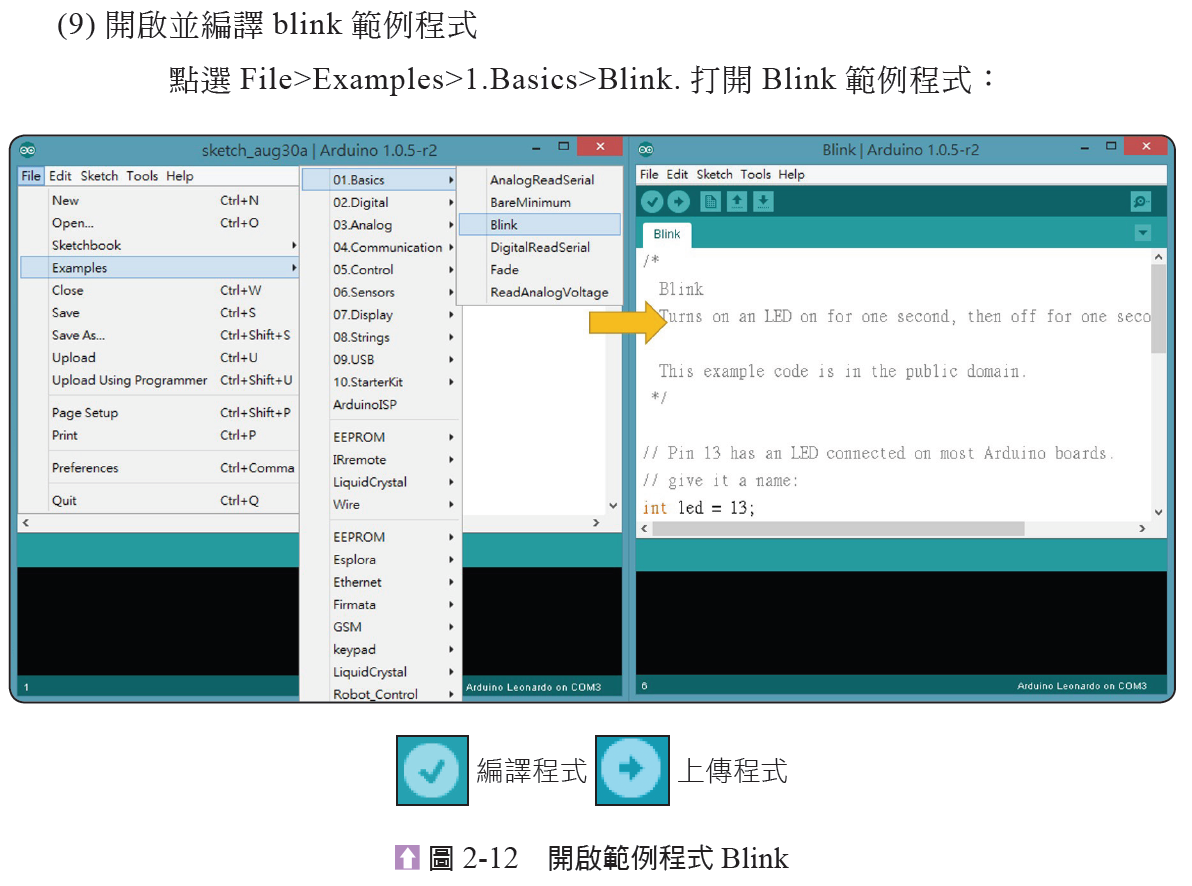 (9) 開啟並編譯 blink 範例程式
點選 File>Examples>1.Basics>Blink. 打開 Blink 範例程式：
sketch_aug30a | Arduino 1.0.5-r2
File Edit Sketch Tools Help
New Ctrl+N
Open... Ctrl+O
Sketchbook
Examples
Close Ctrl+W
Save Ctrl+S
Save As... Ctrl+Shift+S
Upload Ctrl+U
Upload Using Programmer Ctrl+Shift+U
Page Setup Ctrl+Shift+P
Print Ctrl+P
Preferences Ctrl+Comma
Quit Ctrl+Q
01.Basics
02.Digital
03.Analog
04.Communication
05.Control
06.Sensors
07.Display
08.Strings
09.USB
10.StarterKit
ArduinoISP
EEPROM
IRremote
LiquidCrystal
Wire
EEPROM
Esplora
Ethernet
Firmata
GSM
keypad
LiquidCrystal
Robot_Control
AnalogReadSerial
BareMinimum
Blink
DigitalReadSerial
Fade
ReadAnalogVoltage
1 Arduino Leonardo on COM3
Blink | Arduino 1.0.5-r2
File Edit Sketch Tools Help
Blink
/*
Blink
Turns on an LED on for one second, then off for one seco
This example code is in the public domain.
*/
// Pin 13 has an LED connected on most Arduino boards.
// give it a name:
int led = 13;
6 Arduino Leonardo on COM3
編譯程式 上傳程式
圖 2-12 開啟範例程式 Blink